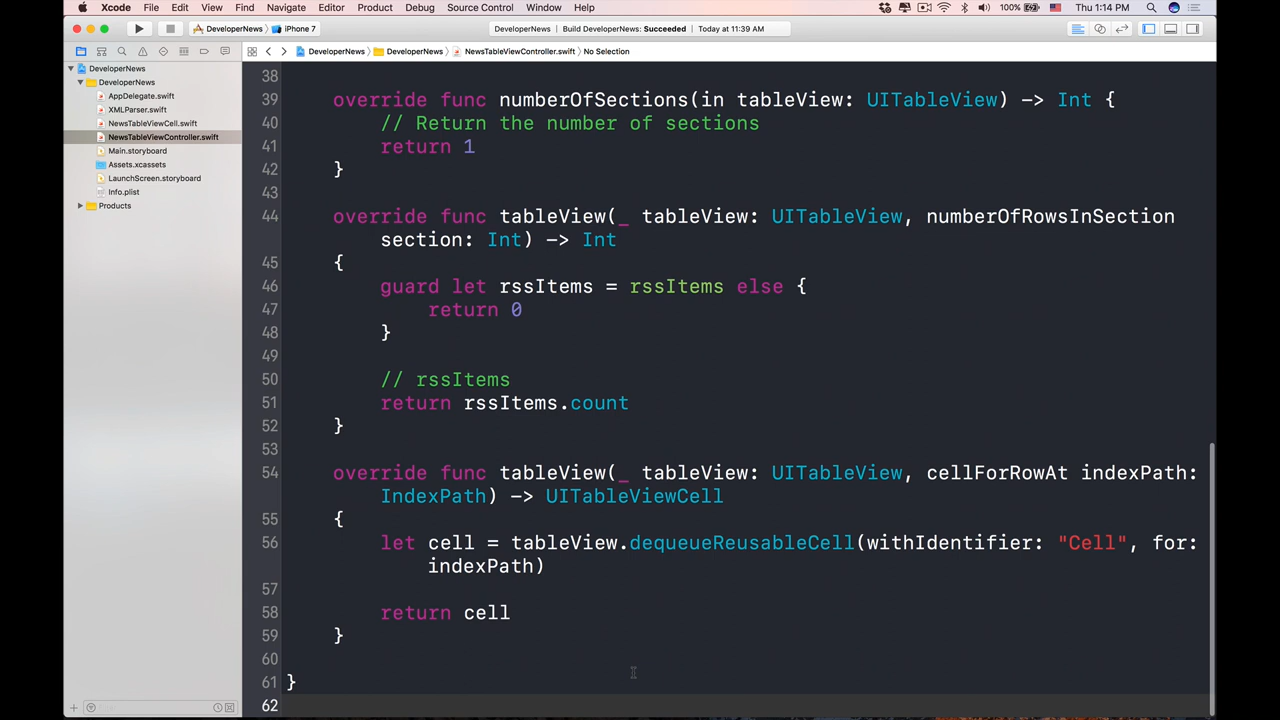 Xcode File Edit View Find Navigate Editor Product Debug Source Control Window Help 100% Thu 1:14 PM
DeveloperNews iPhone 7 DeveloperNews Build DeveloperNews: Succeeded Today at 11:39 AM
DeveloperNews DeveloperNews NewsTableViewController.swift No Selection
DeveloperNews
DeveloperNews
AppDelegate.swift
XMLParser.swift
NewsTableViewCell.swift
NewsTableViewController.swift
Main.storyboard
Assets.xcassets
LaunchScreen.storyboard
Info.plist
Products
38
39 override func numberOfSections(in tableView: UITableView) -> Int {
40 // Return the number of sections
41 return 1
42 }
43
44 override func tableView(_ tableView: UITableView, numberOfRowsInSection
section: Int) -> Int
45 {
46 guard let rssItems = rssItems else {
47 return 0
48 }
49
50 // rssItems
51 return rssItems.count
52 }
53
54 override func tableView(_ tableView: UITableView, cellForRowAt indexPath:
IndexPath) -> UITableViewCell
55 {
56 let cell = tableView.dequeueReusableCell(withIdentifier: "Cell", for:
indexPath)
57
58 return cell
59 }
60
61 }
62